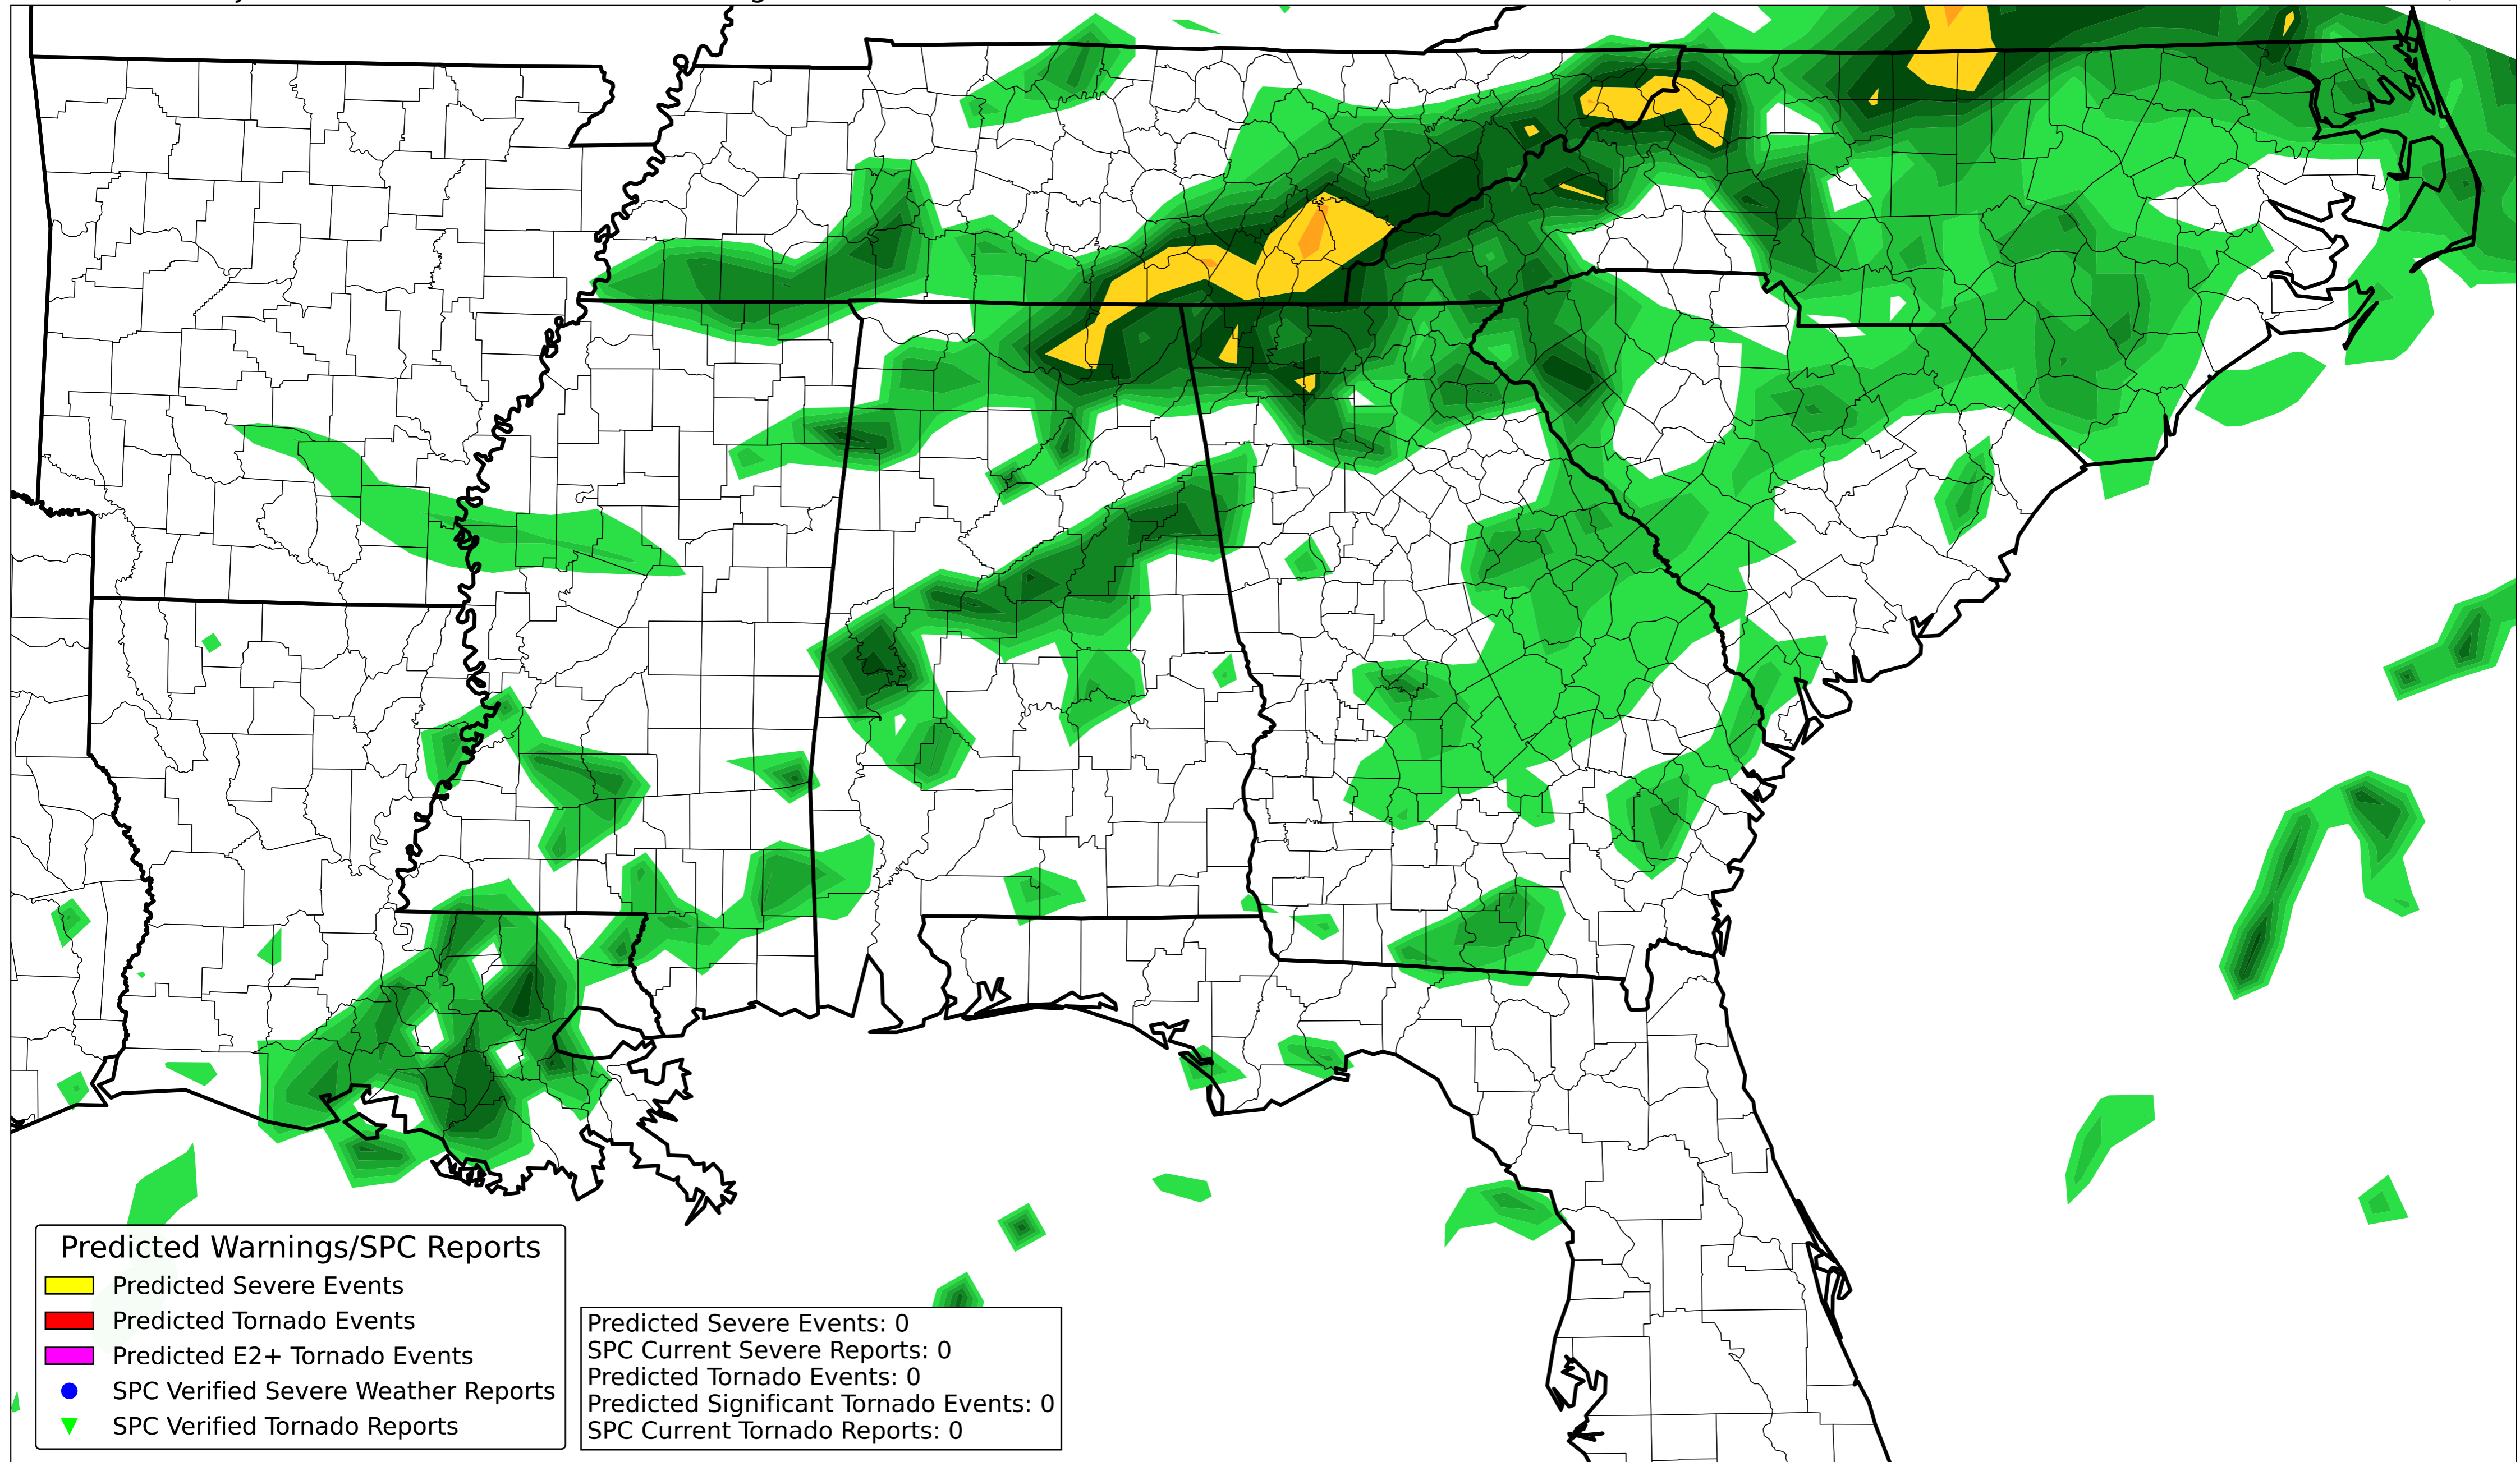 Predicted Warnings/SPC Reports
Predicted Severe Events
Predicted Tornado Events
Predicted E2+ Tornado Events
SPC Verified Severe Weather Reports
SPC Verified Tornado Reports
Predicted Severe Events: 0
SPC Current Severe Reports: 0
Predicted Tornado Events: 0
Predicted Significant Tornado Events: 0
SPC Current Tornado Reports: 0